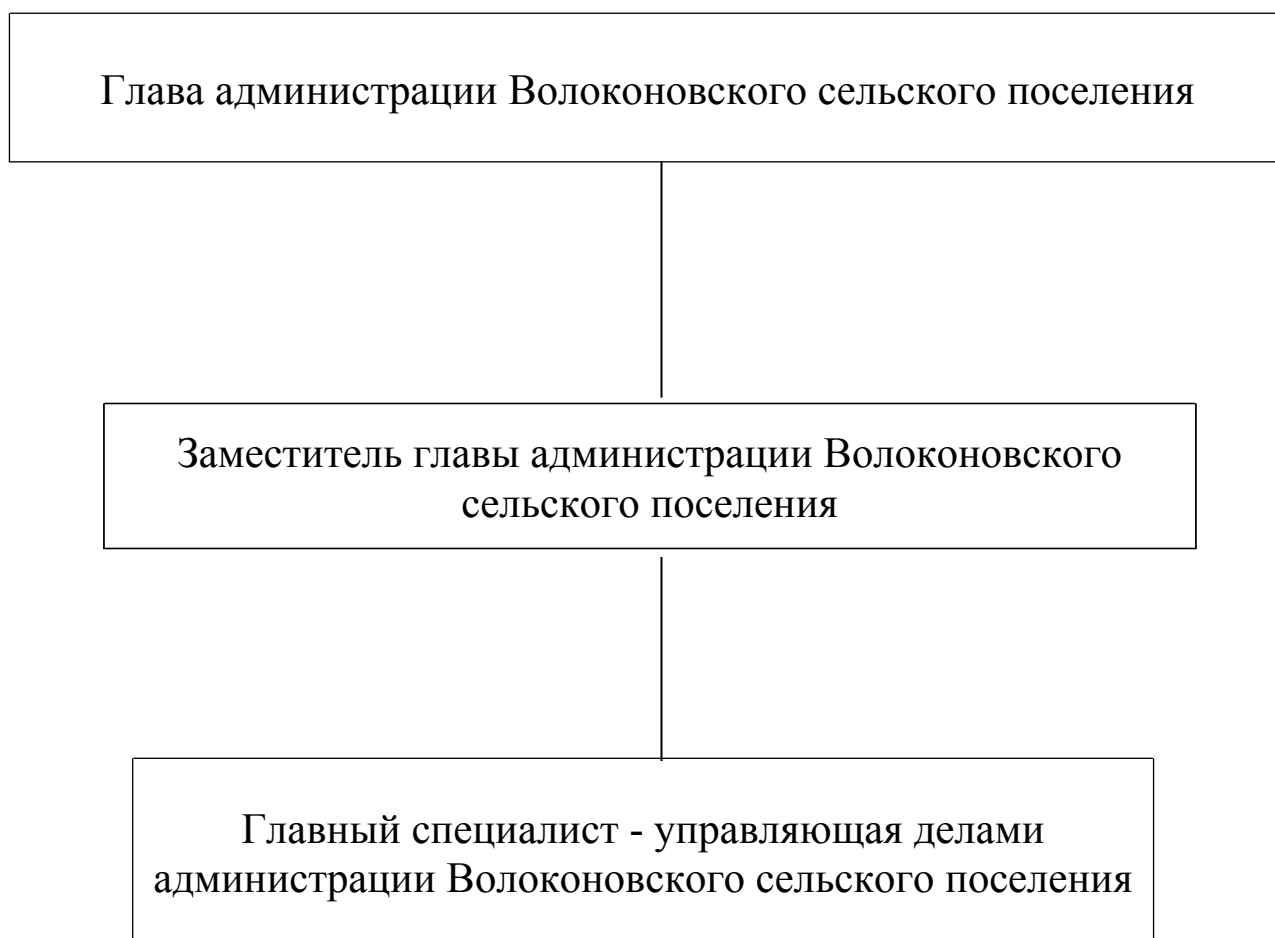 Глава администрации Волоконовского сельского поселения
Заместитель главы администрации Волоконовского
сельского поселения
Главный специалист - управляющая делами
администрации Волоконовского сельского поселения